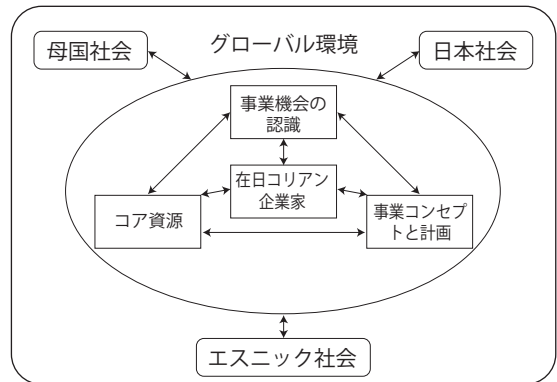 グローバル環境
母国社会
日本社会
事業機会の
認識
在日コリアン
企業家
コア資源
事業コンセプ
トと計画
エスニック社会